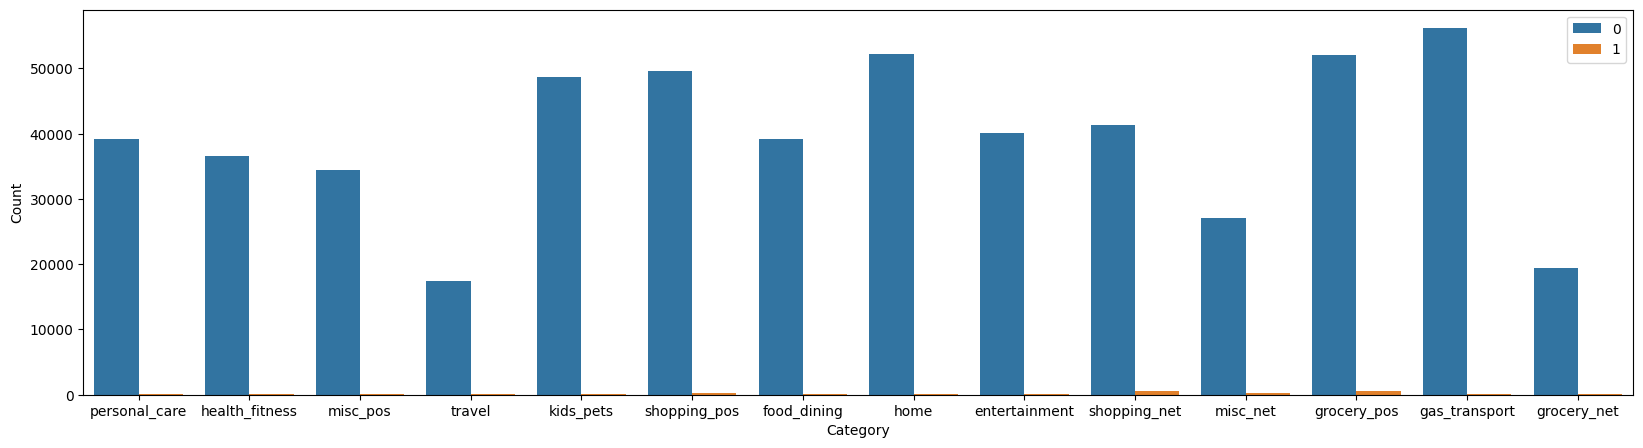 0
1
50000
40000
30000
20000
10000
0
Count
personal_care health_fitness misc_pos travel kids_pets shopping_pos food_dining home entertainment shopping_net misc_net grocery_pos gas_transport grocery_net
Category